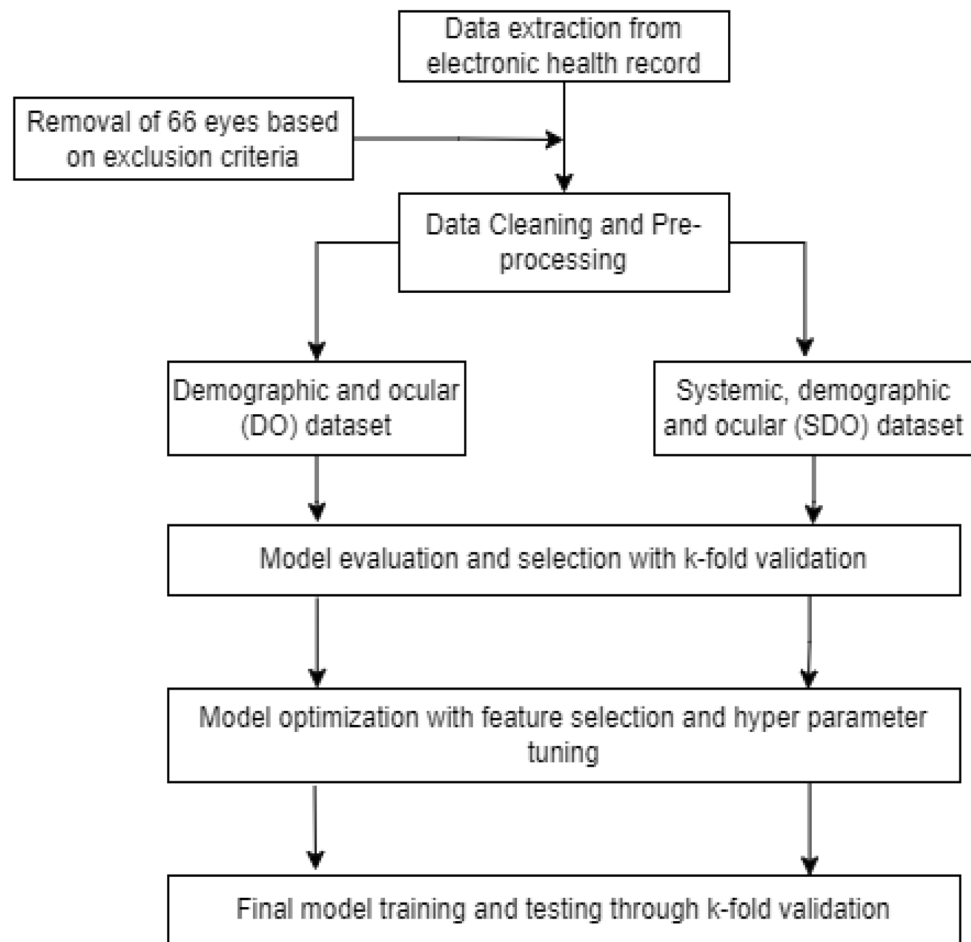 Data extraction from
electronic health record
Removal of 66 eyes based
on exclusion criteria
Data Cleaning and Pre-
processing
Demographic and ocular
(DO) dataset
Systemic, demographic
and ocular (SDO) dataset
Model evaluation and selection with k-fold validation
Model optimization with feature selection and hyper parameter
tuning
Final model training and testing through k-fold validation